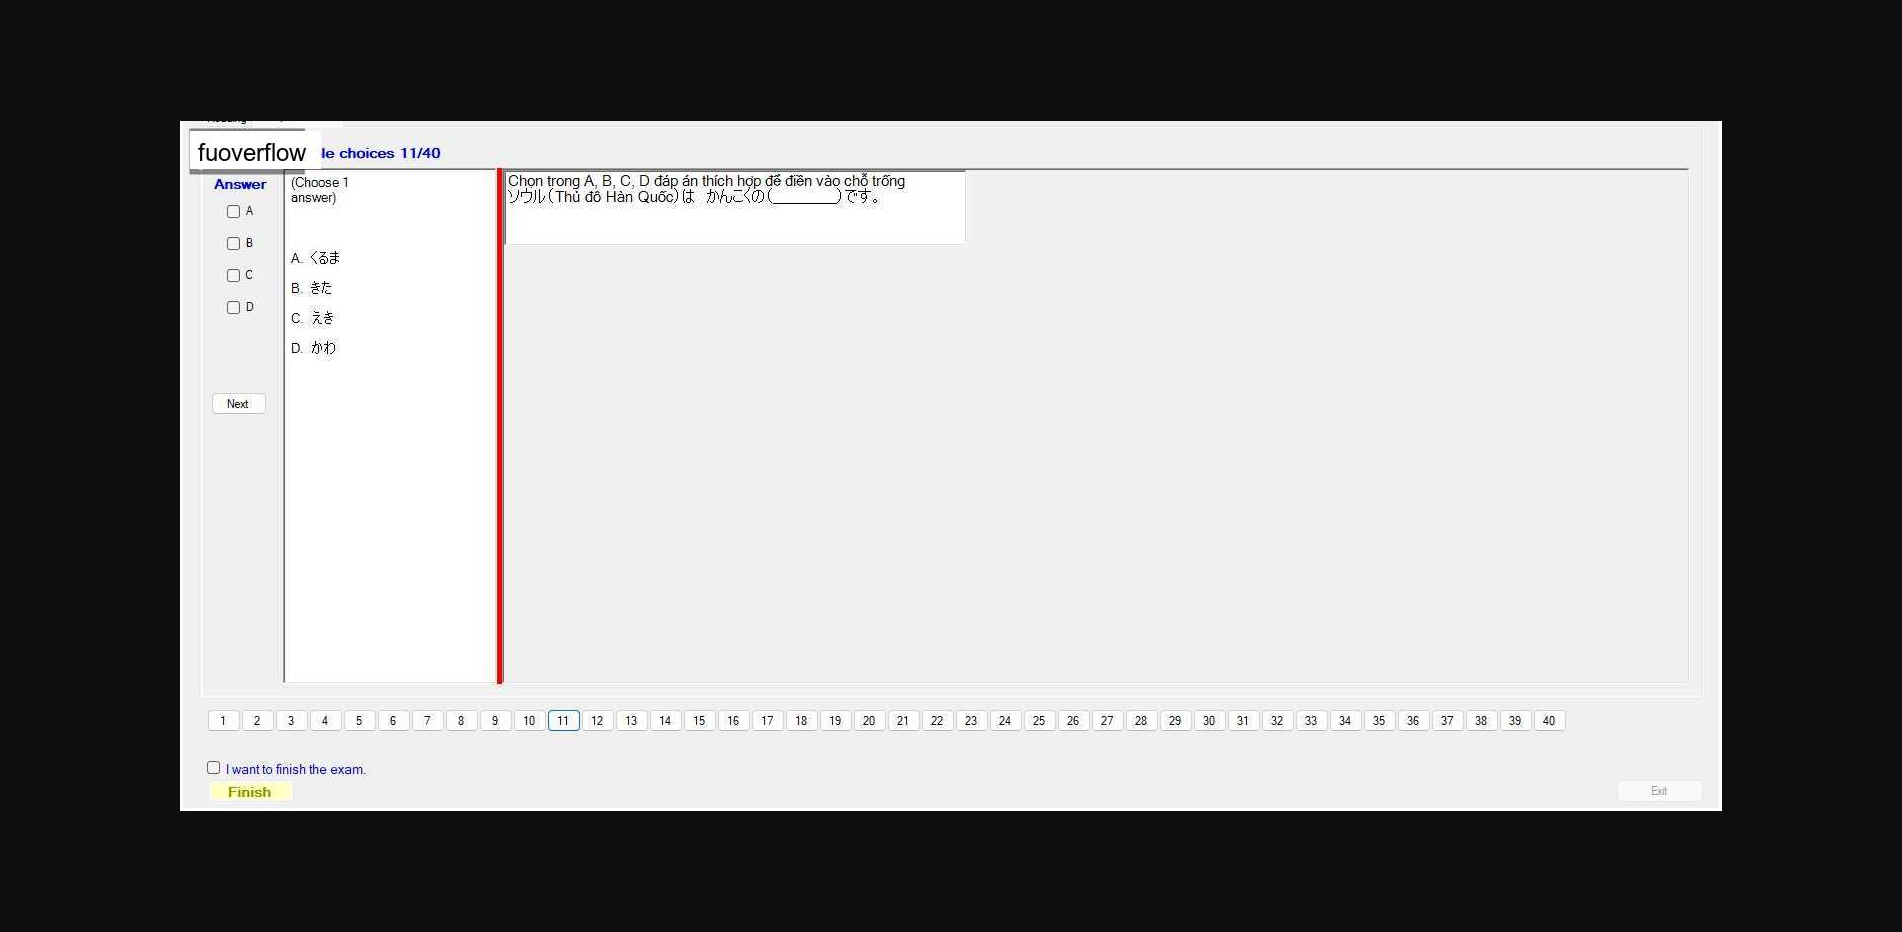 fuoverflow
le choices 11/40
Answer
A
B
C
D
Next
(Choose 1
answer)
A. くるま
B. きた
C. えき
D. かわ
Chọn trong A, B, C, D đáp án thích hợp để điền vào chỗ trống
ソウル(Thủ đô Hàn Quốc)は かんこくの(________)です。
1 2 3 4 5 6 7 8 9 10 11 12 13 14 15 16 17 18 19 20 21 22 23 24 25 26 27 28 29 30 31 32 33 34 35 36 37 38 39 40
I want to finish the exam.
Finish
Exit